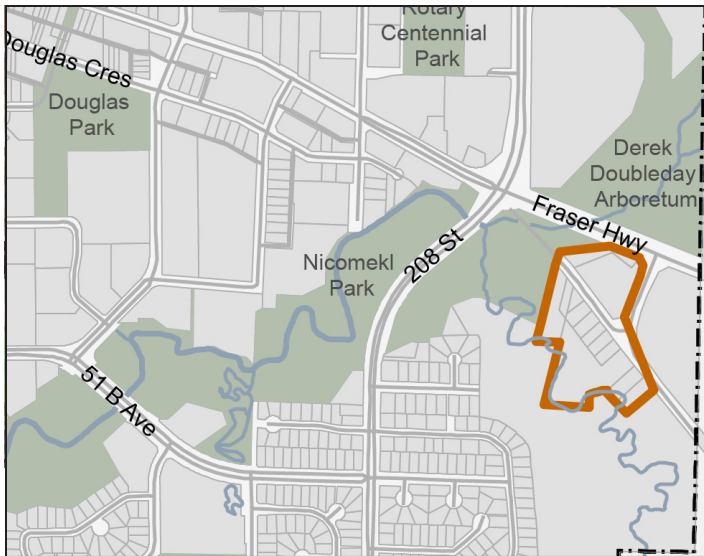 Rotary
Centennial
Park
Douglas Cres
Douglas
Park
Derek
Doubleday
Arboretum
Fraser Hwy
208 St
Nicomekl
Park
51 B Ave